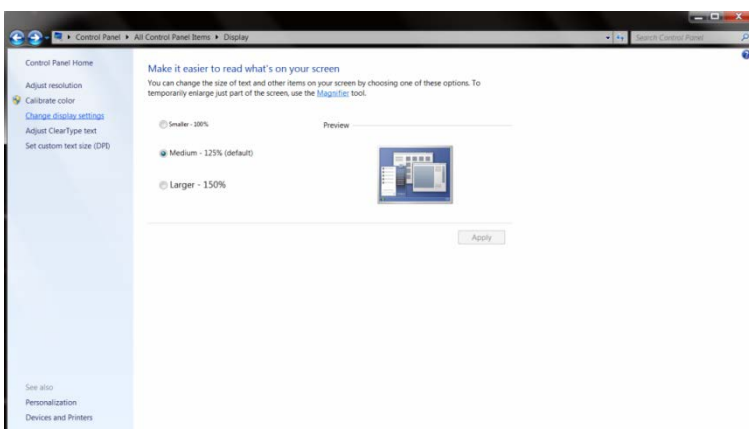 Control Panel ▸ All Control Panel Items ▸ Display
Search Control Panel
Control Panel Home
Adjust resolution
Calibrate color
Change display settings
Adjust ClearType text
Set custom text size (DPI)
Make it easier to read what's on your screen
You can change the size of text and other items on your screen by choosing one of these options. To
temporarily enlarge just part of the screen, use the Magnifier tool.
Smaller - 100%
Preview
Medium - 125% (default)
Larger - 150%
Apply
See also
Personalization
Devices and Printers